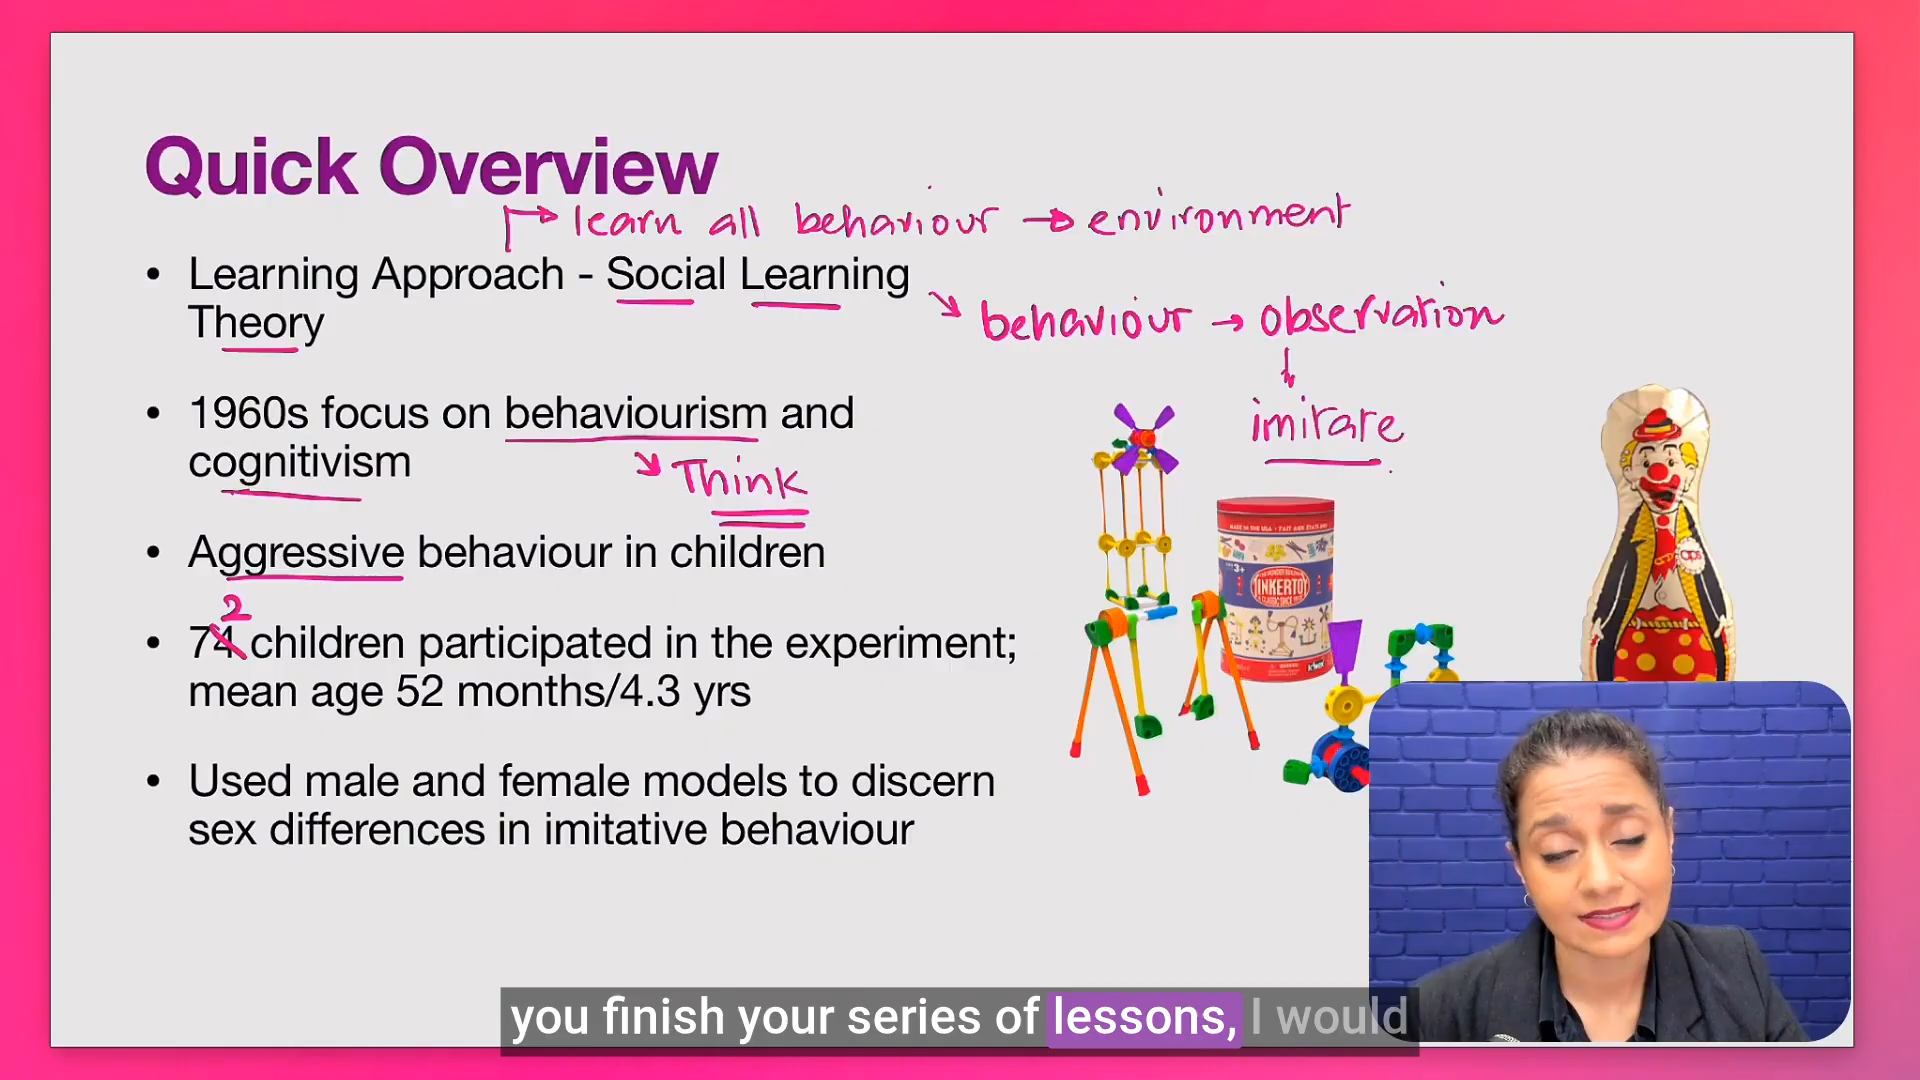 Quick Overview
learn all behaviour → environment
• Learning Approach - Social Learning
Theory
behaviour → observation
imitate
• 1960s focus on behaviourism and
cognitivism
Think
• Aggressive behaviour in children
2
• 74 children participated in the experiment;
mean age 52 months/4.3 yrs
• Used male and female models to discern
sex differences in imitative behaviour
3+
TINKERTOY
K'NEX
you finish your series of lessons, I would